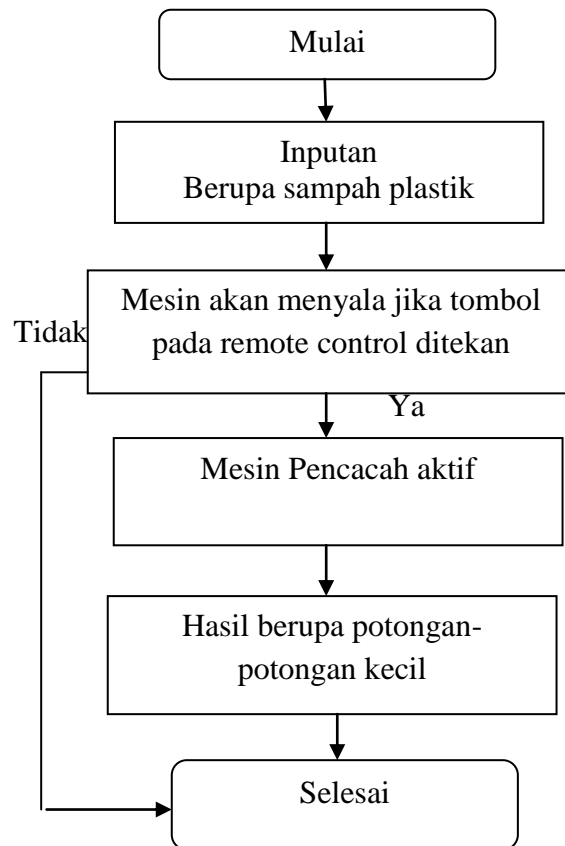 Mulai
Inputan
Berupa sampah plastik
Mesin akan menyala jika tombol
pada remote control ditekan
Tidak
Ya
Mesin Pencacah aktif
Hasil berupa potongan-
potongan kecil
Selesai